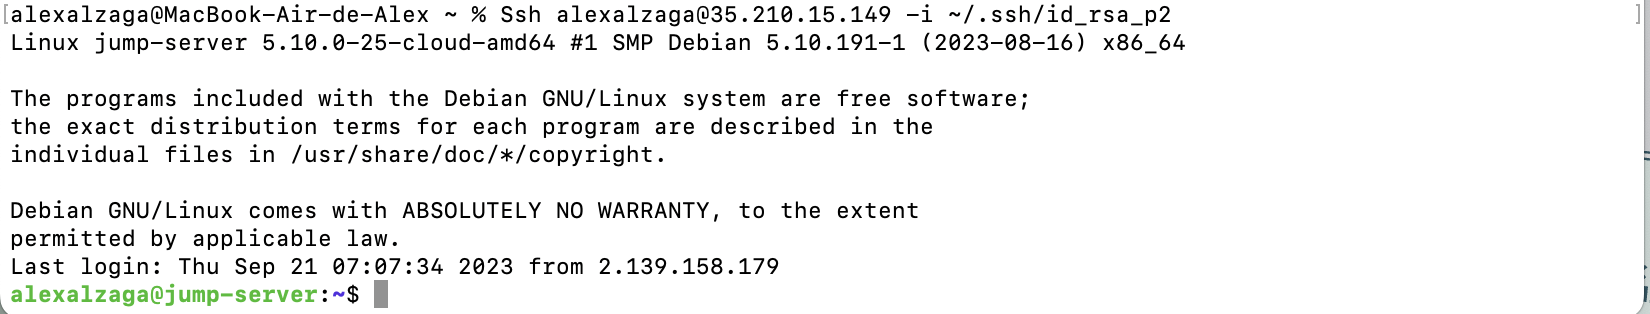 [alexalzaga@MacBook-Air-de-Alex ~ % Ssh alexalzaga@35.210.15.149 -i ~/.ssh/id_rsa_p2 ]
Linux jump-server 5.10.0-25-cloud-amd64 #1 SMP Debian 5.10.191-1 (2023-08-16) x86_64

The programs included with the Debian GNU/Linux system are free software;
the exact distribution terms for each program are described in the
individual files in /usr/share/doc/*/copyright.

Debian GNU/Linux comes with ABSOLUTELY NO WARRANTY, to the extent
permitted by applicable law.
Last login: Thu Sep 21 07:07:34 2023 from 2.139.158.179
alexalzaga@jump-server:~$